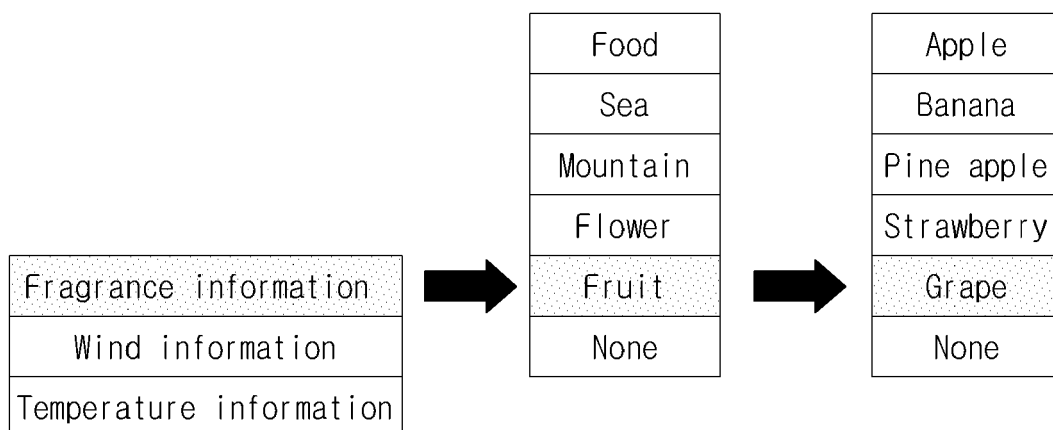 Fragrance information
Wind information
Temperature information
Food
Sea
Mountain
Flower
Fruit
None
Apple
Banana
Pine apple
Strawberry
Grape
None